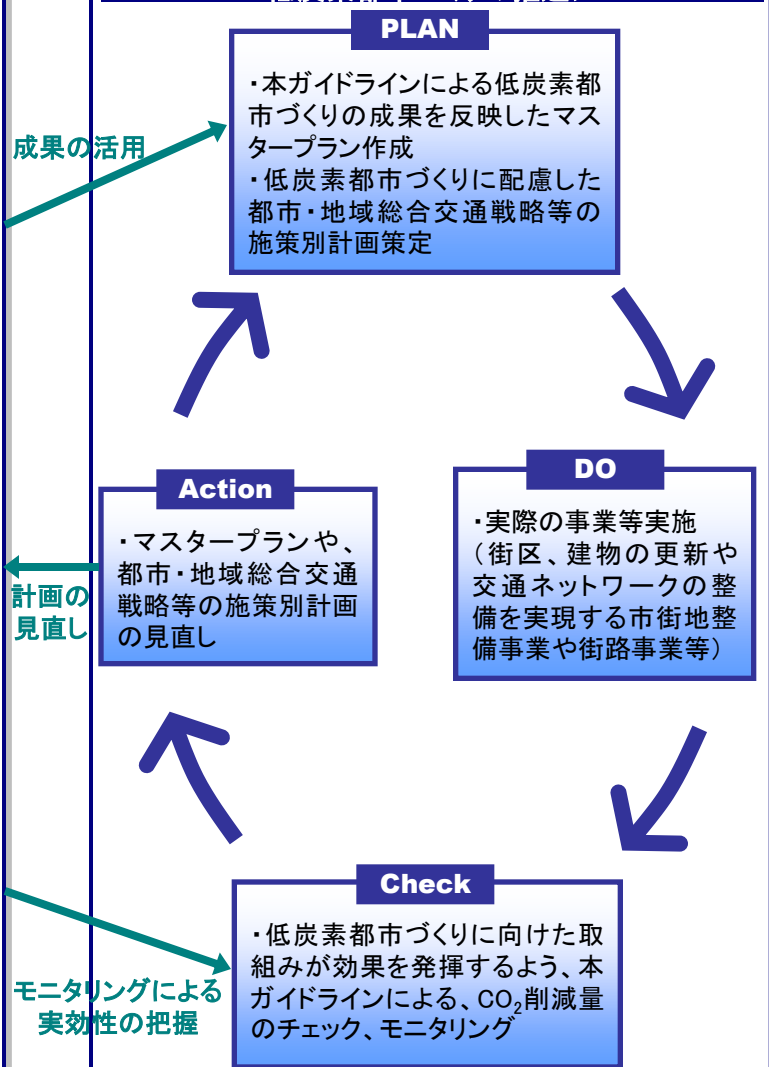 PLAN
・本ガイドラインによる低炭素都
市づくりの成果を反映したマス
タープラン作成
・低炭素都市づくりに配慮した
都市・地域総合交通戦略等の
施策別計画策定
成果の活用
Action
・マスタープランや、
都市・地域総合交通
戦略等の施策別計画
の見直し
計画の
見直し
DO
・実際の事業等実施
（街区、建物の更新や
交通ネットワークの整
備を実現する市街地整
備事業や街路事業等）
Check
・低炭素都市づくりに向けた取
組みが効果を発揮するよう、本
ガイドラインによる、CO₂削減量
のチェック、モニタリング
モニタリングによる
実効性の把握